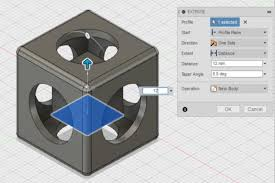 EXTRUDE
Profile 1 selected
Start Profile Plane
Direction One Side
Extent Distance
Distance 12 mm
Taper Angle 0.0 deg
Operation New Body
OK Cancel
12